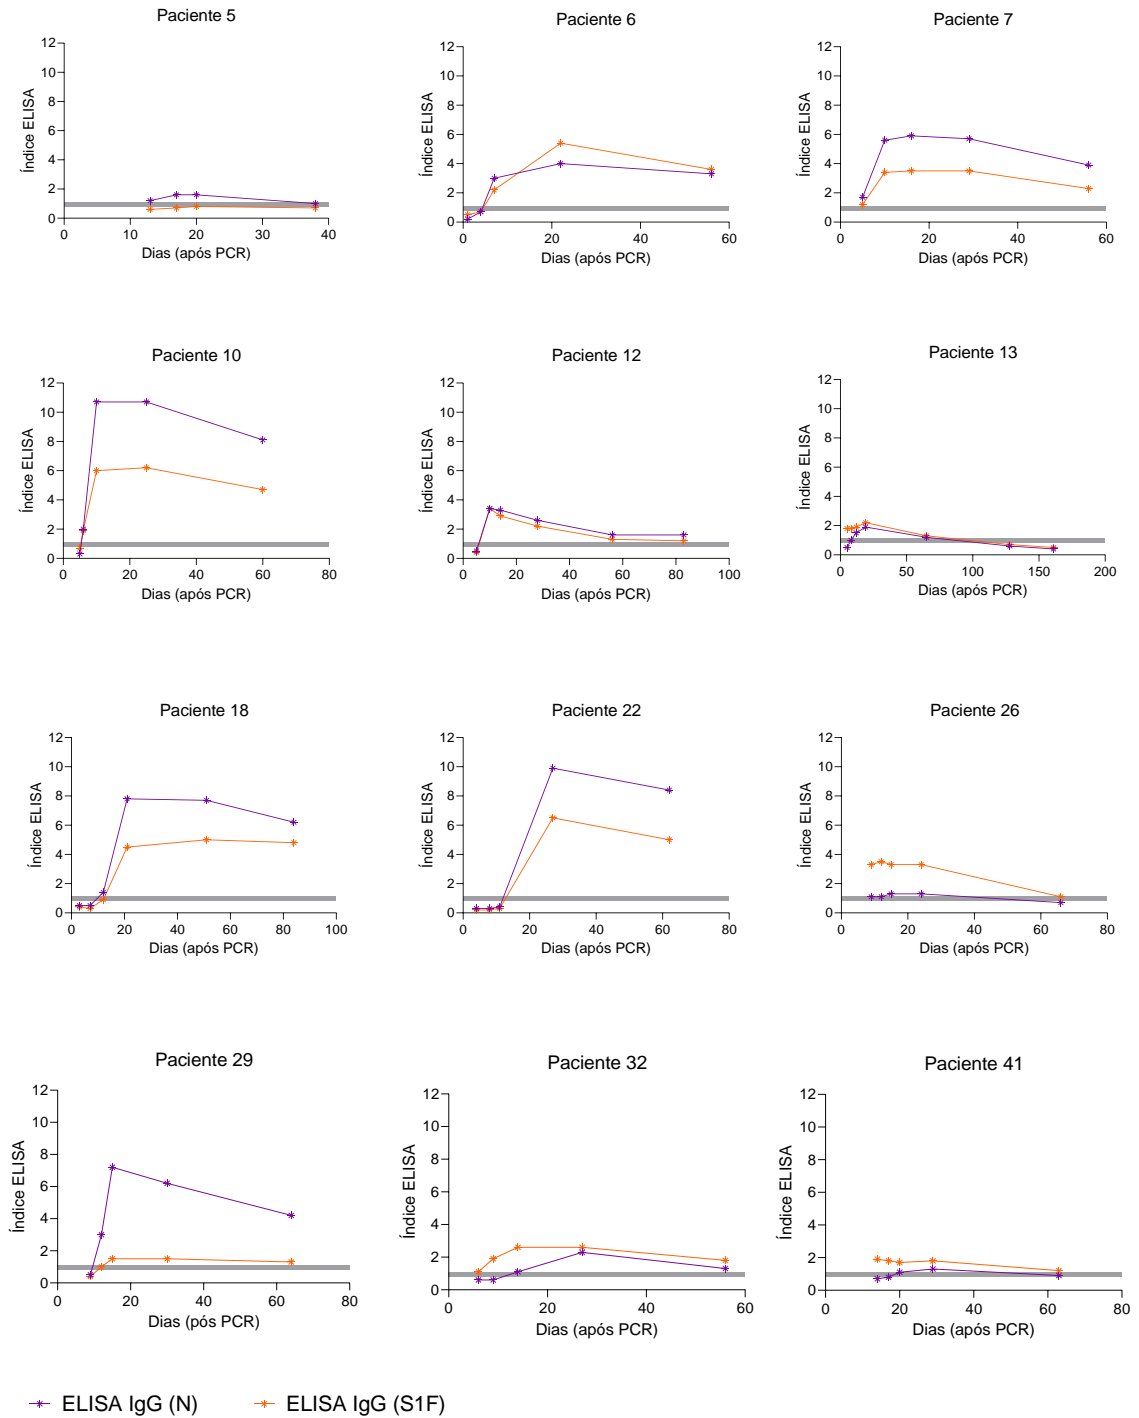 Paciente 5
12
10
8
6
4
2
0
Índice ELISA
0 10 20 30 40
Dias (após PCR)
Paciente 6
12
10
8
6
4
2
0
Índice ELISA
0 20 40 60
Dias (após PCR)
Paciente 7
12
10
8
6
4
2
0
Índice ELISA
0 20 40 60
Dias (após PCR)
Paciente 10
12
10
8
6
4
2
0
Índice ELISA
0 20 40 60 80
Dias (após PCR)
Paciente 12
12
10
8
6
4
2
0
Índice ELISA
0 20 40 60 80 100
Dias (após PCR)
Paciente 13
12
10
8
6
4
2
0
Índice ELISA
0 50 100 150 200
Dias (após PCR)
Paciente 18
12
10
8
6
4
2
0
Índice ELISA
0 20 40 60 80 100
Dias (após PCR)
Paciente 22
12
10
8
6
4
2
0
Índice ELISA
0 20 40 60 80
Dias (após PCR)
Paciente 26
12
10
8
6
4
2
0
Índice ELISA
0 20 40 60 80
Dias (após PCR)
Paciente 29
12
10
8
6
4
2
0
Índice ELISA
0 20 40 60 80
Dias (pós PCR)
Paciente 32
12
10
8
6
4
2
0
Índice ELISA
0 20 40 60
Dias (após PCR)
Paciente 41
12
10
8
6
4
2
0
Índice ELISA
0 20 40 60 80
Dias (após PCR)
ELISA IgG (N) ELISA IgG (S1F)